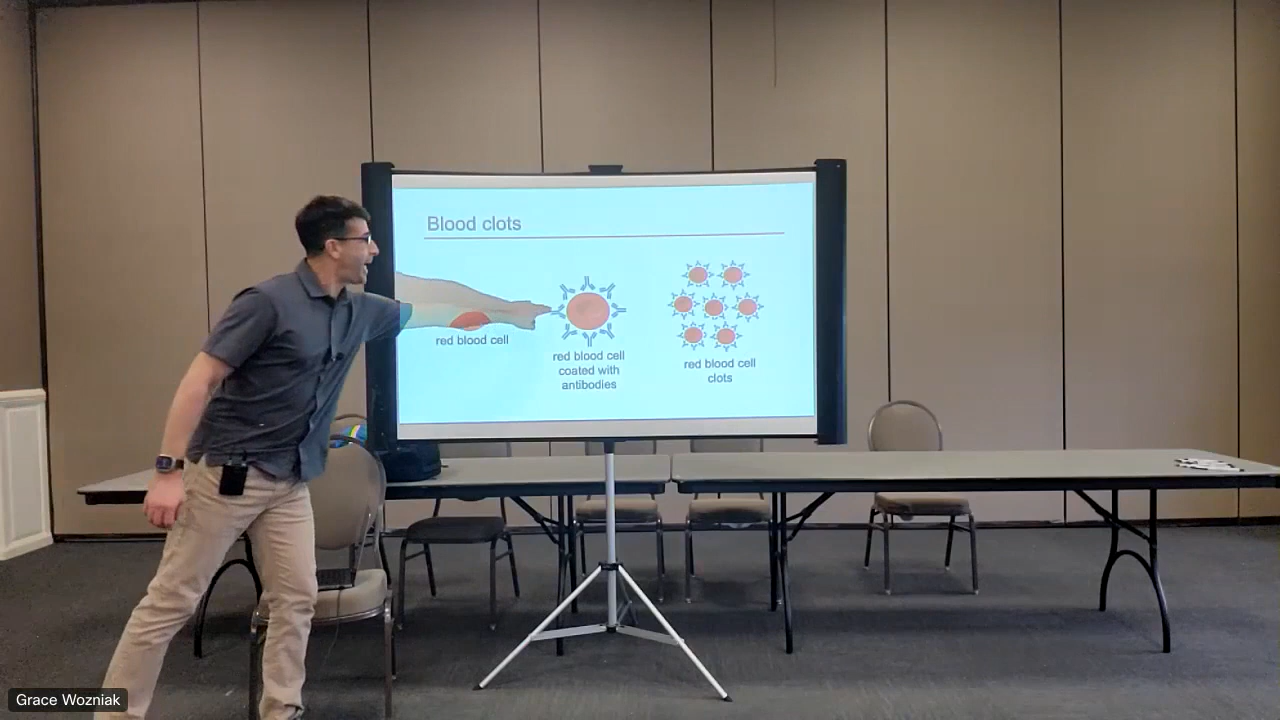 Blood clots
red blood cell
red blood cell
coated with
antibodies
red blood cell
clots
Grace Wozniak